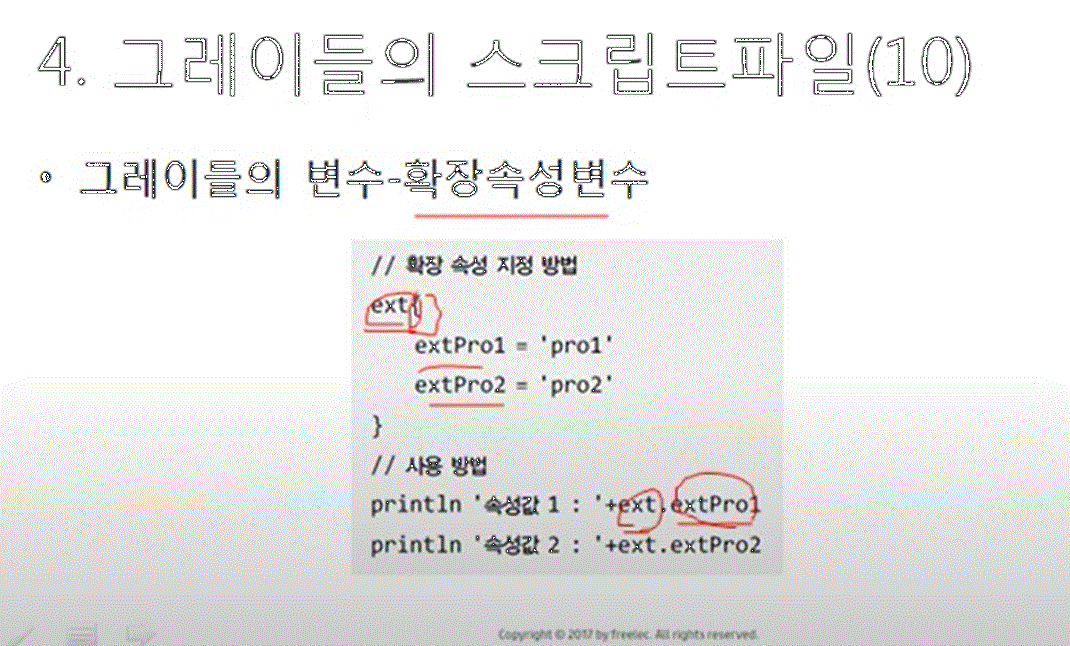 4. 그레이들의 스크립트파일(10)
• 그레이들의 변수-확장속성변수
// 확장 속성 지정 방법
ext{
extPro1 = 'pro1'
extPro2 = 'pro2'
}
// 사용 방법
println '속성값 1 : '+ext.extPro1
println '속성값 2 : '+ext.extPro2
Copyright © 2017 by freelec. All rights reserved.